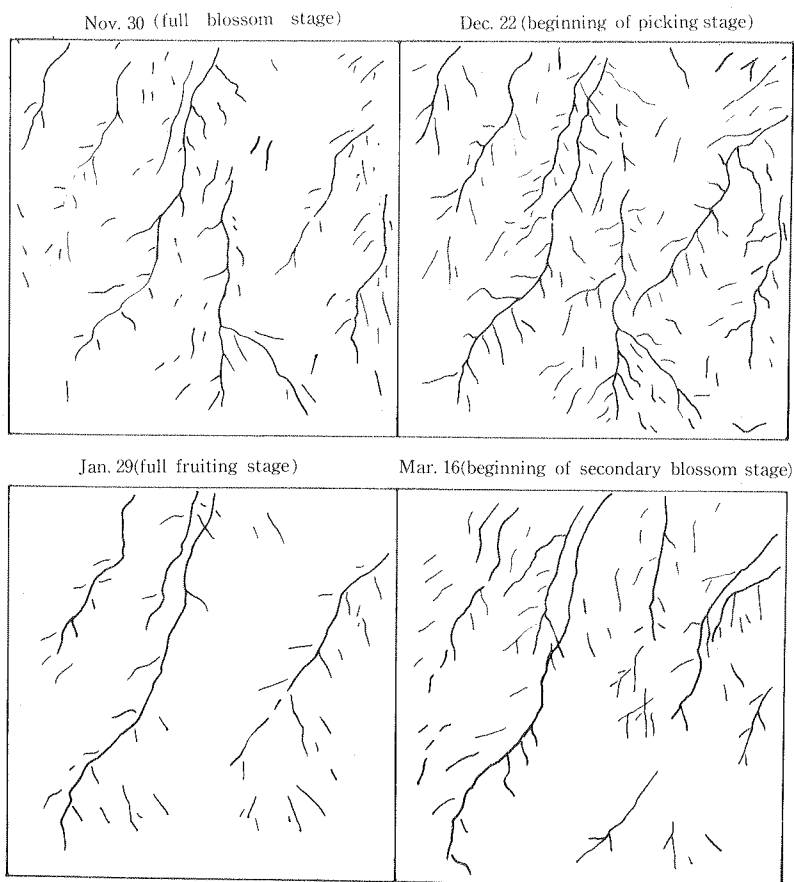 Nov. 30 (full blossom stage)
Dec. 22 (beginning of picking stage)
Jan. 29(full fruiting stage)
Mar. 16(beginning of secondary blossom stage)